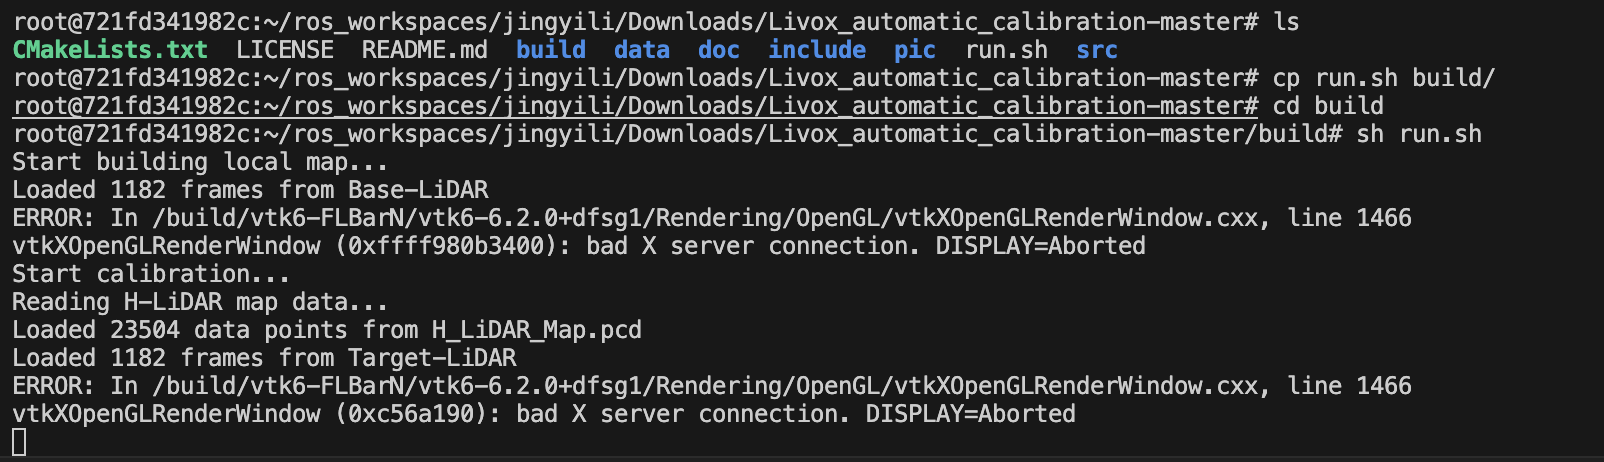 root@721fd341982c:~/ros_workspaces/jingyili/Downloads/Livox_automatic_calibration-master# ls
CMakeLists.txt  LICENSE  README.md  build  data  doc  include  pic  run.sh  src
root@721fd341982c:~/ros_workspaces/jingyili/Downloads/Livox_automatic_calibration-master# cp run.sh build/
root@721fd341982c:~/ros_workspaces/jingyili/Downloads/Livox_automatic_calibration-master# cd build
root@721fd341982c:~/ros_workspaces/jingyili/Downloads/Livox_automatic_calibration-master/build# sh run.sh
Start building local map...
Loaded 1182 frames from Base-LiDAR
ERROR: In /build/vtk6-FLBarN/vtk6-6.2.0+dfsg1/Rendering/OpenGL/vtkXOpenGLRenderWindow.cxx, line 1466
vtkXOpenGLRenderWindow (0xffff980b3400): bad X server connection. DISPLAY=Aborted
Start calibration...
Reading H-LiDAR map data...
Loaded 23504 data points from H_LiDAR_Map.pcd
Loaded 1182 frames from Target-LiDAR
ERROR: In /build/vtk6-FLBarN/vtk6-6.2.0+dfsg1/Rendering/OpenGL/vtkXOpenGLRenderWindow.cxx, line 1466
vtkXOpenGLRenderWindow (0xc56a190): bad X server connection. DISPLAY=Aborted